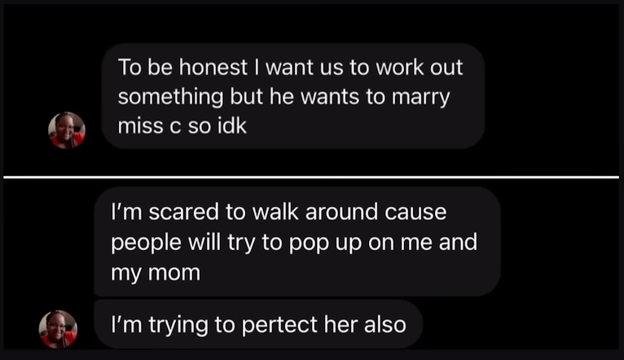 To be honest I want us to work out
something but he wants to marry
miss c so idk
I'm scared to walk around cause
people will try to pop up on me and
my mom
I'm trying to pertect her also